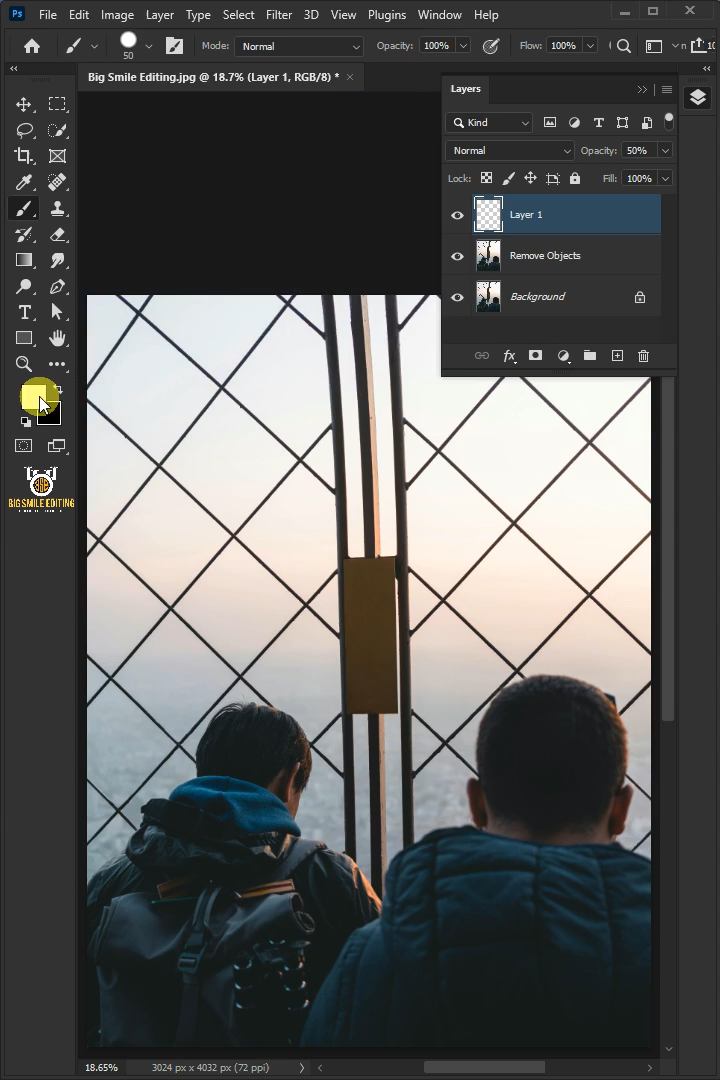 Ps File Edit Image Layer Type Select Filter 3D View Plugins Window Help
50 Mode: Normal Opacity: 100% Flow: 100%
Big Smile Editing.jpg @ 18.7% (Layer 1, RGB/8) *
Layers
Kind
Normal Opacity: 50%
Lock: Fill: 100%
Layer 1
Remove Objects
Background
fx
BIG SMILE EDITING
18.65% 3024 px x 4032 px (72 ppi)